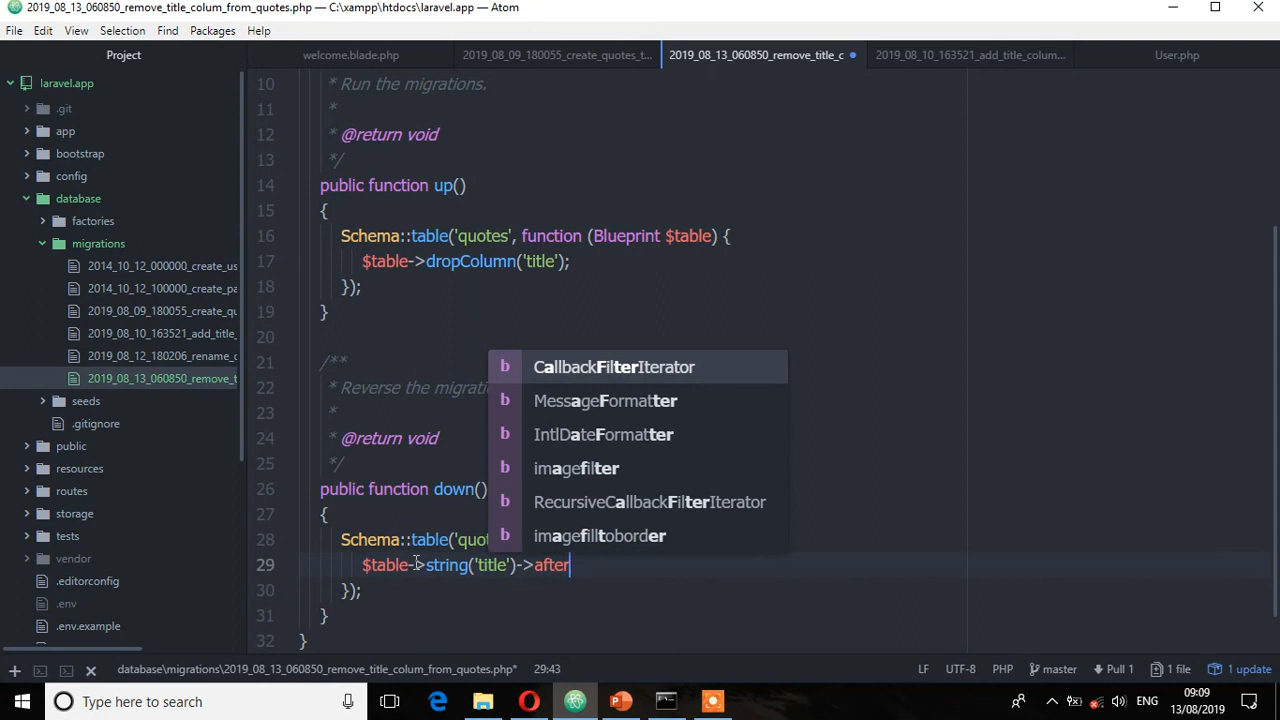 2019_08_13_060850_remove_title_colum_from_quotes.php — C:\xampp\htdocs\laravel.app — Atom
File Edit View Selection Find Packages Help
Project
welcome.blade.php
2019_08_09_180055_create_quotes_t...
2019_08_13_060850_remove_title_c
2019_08_10_163521_add_title_colum...
User.php
laravel.app
.git
app
bootstrap
config
database
factories
migrations
2014_10_12_000000_create_us
2014_10_12_100000_create_pa
2019_08_09_180055_create_qu
2019_08_10_163521_add_title_
2019_08_12_180206_rename_c
2019_08_13_060850_remove_t
seeds
.gitignore
public
resources
routes
storage
tests
vendor
.editorconfig
.env
.env.example
10 * Run the migrations.
11 *
12 * @return void
13 */
14 public function up()
15 {
16 Schema::table('quotes', function (Blueprint $table) {
17 $table->dropColumn('title');
18 });
19 }
20
21 /**
22 * Reverse the migratio
23 *
24 * @return void
25 */
26 public function down()
27 {
28 Schema::table('quot
29 $table->string('title')->after
30 });
31 }
32 }
b CallbackFilterIterator
b MessageFormatter
b IntlDateFormatter
b imagefilter
b RecursiveCallbackFilterIterator
b imagefilltoborder
database\migrations\2019_08_13_060850_remove_title_colum_from_quotes.php* 29:43
LF UTF-8 PHP master Pull 1 1 file 1 update
Type here to search
ENG
09:09
13/08/2019